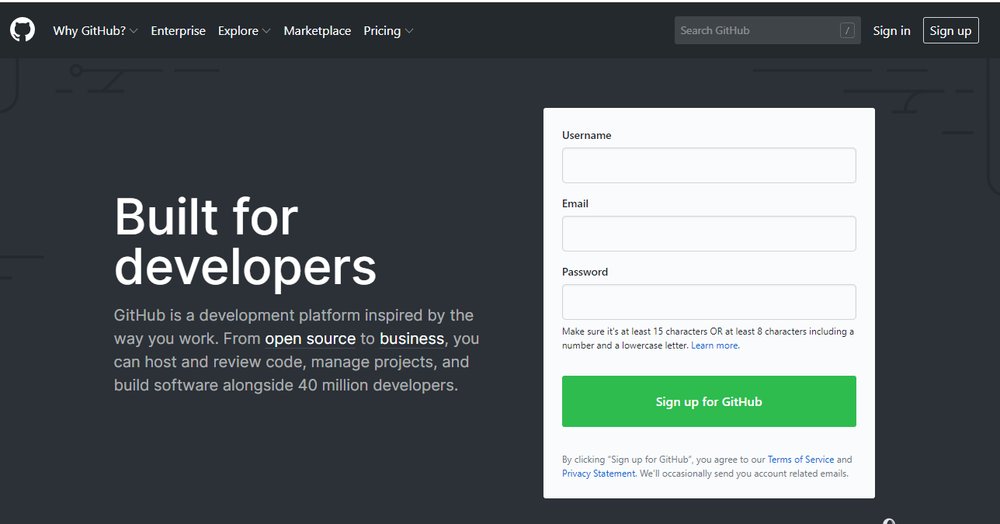 Why GitHub? Enterprise Explore Marketplace Pricing Search GitHub / Sign in Sign up
Built for
developers
GitHub is a development platform inspired by the
way you work. From open source to business, you
can host and review code, manage projects, and
build software alongside 40 million developers.
Username
Email
Password
Make sure it's at least 15 characters OR at least 8 characters including a
number and a lowercase letter. Learn more.
Sign up for GitHub
By clicking “Sign up for GitHub”, you agree to our Terms of Service and
Privacy Statement. We’ll occasionally send you account related emails.